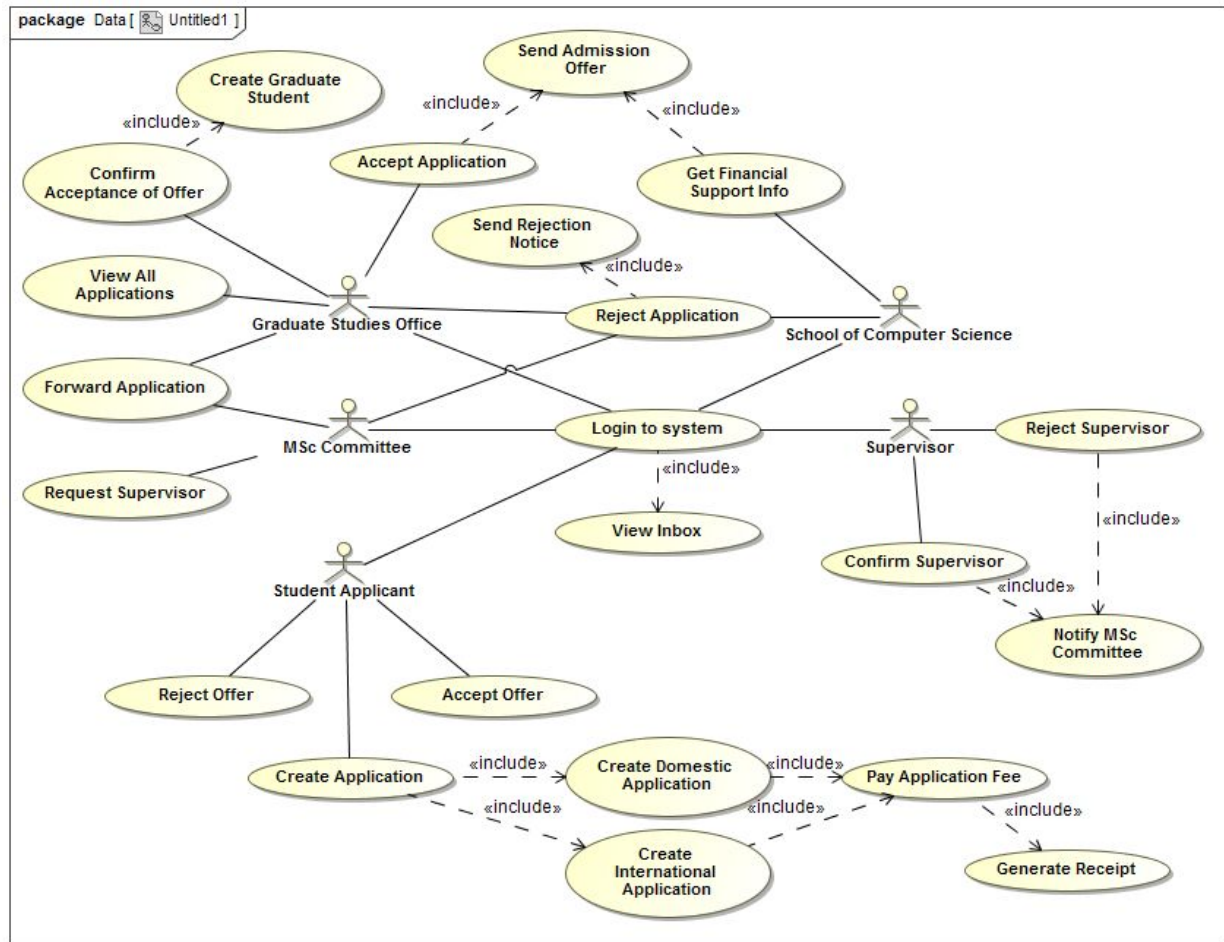 package Data [ Untitled1 ]
Send Admission
Offer
Create Graduate
Student
«include»
«include»
«include»
Confirm
Acceptance of Offer
Accept Application
Get Financial
Support Info
Send Rejection
Notice
«include»
View All
Applications
Graduate Studies Office
Reject Application
School of Computer Science
Forward Application
MSc Committee
Login to system
Supervisor
Reject Supervisor
«include»
Request Supervisor
View Inbox
«include»
Confirm Supervisor
«include»
Student Applicant
Notify MSc
Committee
Reject Offer
Accept Offer
Create Application
«include»
Create Domestic
Application
«include»
Pay Application Fee
«include»
«include»
«include»
Create
International
Application
Generate Receipt